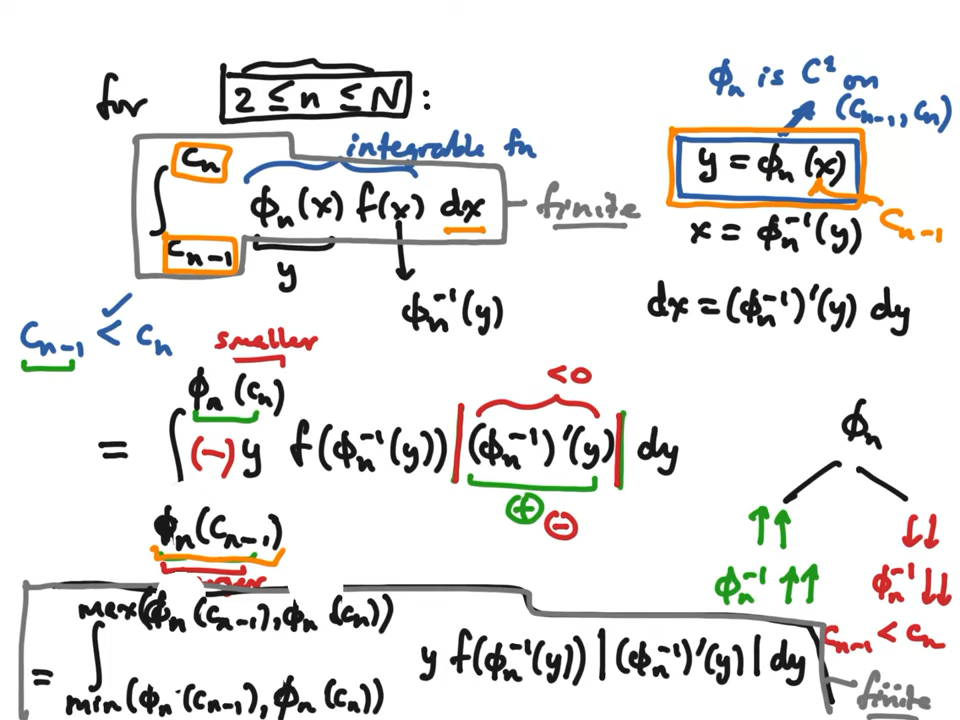 for 2 ≤ n ≤ N :
ϕn is C¹ on
(cn-1, cn)
integrable fn
∫ cn cn-1 ϕn(x) f(x) dx
finite
y = ϕn(x)
cn-1
x = ϕn⁻¹(y)
y
ϕn⁻¹(y)
dx = (ϕn⁻¹)'(y) dy
cn-1 < cn
smaller
<0
= ∫ ϕn(cn) ϕn(cn-1) (-) y f(ϕn⁻¹(y)) |(ϕn⁻¹)'(y)| dy
⊕ ⊖
ϕn
↑↑ ↓↓
ϕn⁻¹ ↑↑ ϕn⁻¹ ↓↓
cn-1 < cn
= ∫ max(ϕn(cn-1), ϕn(cn)) min(ϕn(cn-1), ϕn(cn)) y f(ϕn⁻¹(y)) |(ϕn⁻¹)'(y)| dy
finite